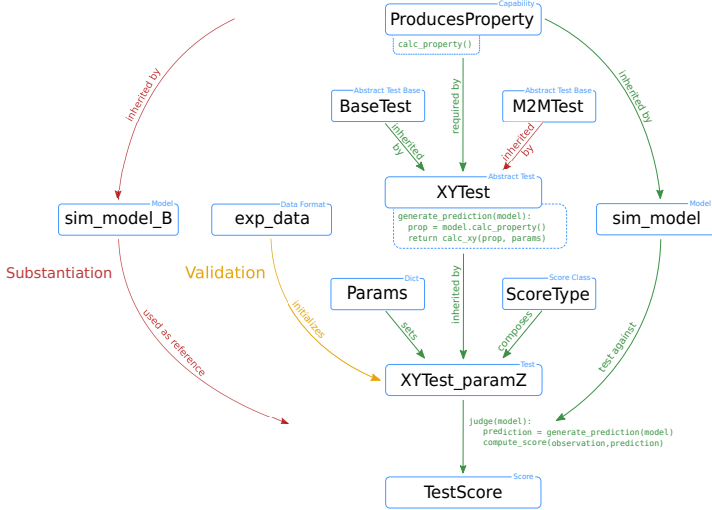 Capability
ProducesProperty
calc_property()
inherited by
required by
inherited by
Abstract Test Base
BaseTest
Abstract Test Base
M2MTest
inherited
by
inherited
by
Abstract Test
XYTest
generate_prediction(model):
prop = model.calc_property()
return calc_xy(prop, params)
Model
sim_model_B
Data Format
exp_data
Model
sim_model
Substantiation
Validation
Dict
Params
Score Class
ScoreType
inherited by
initializes
used as reference
sets
composes
test against
Test
XYTest_paramZ
judge(model):
prediction = generate_prediction(model)
compute_score(observation,prediction)
Score
TestScore